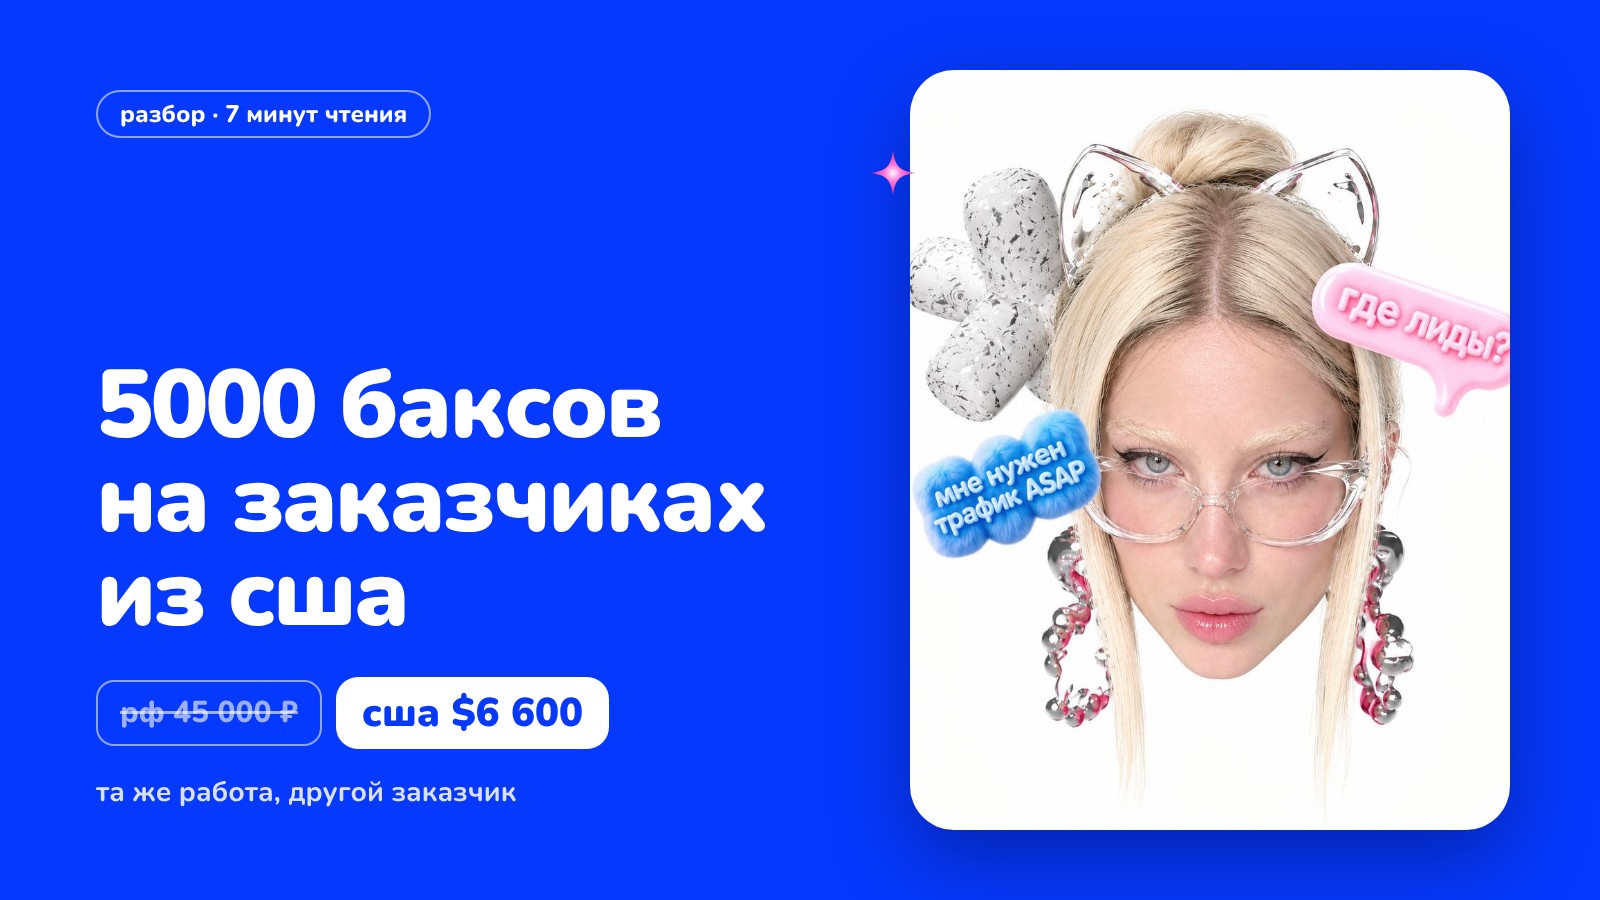 разбор · 7 минут чтения
5000 баксов
на заказчиках
из сша
рф 45 000 ₽
сша $6 600
та же работа, другой заказчик
где лиды?
мне нужен
трафик ASAP